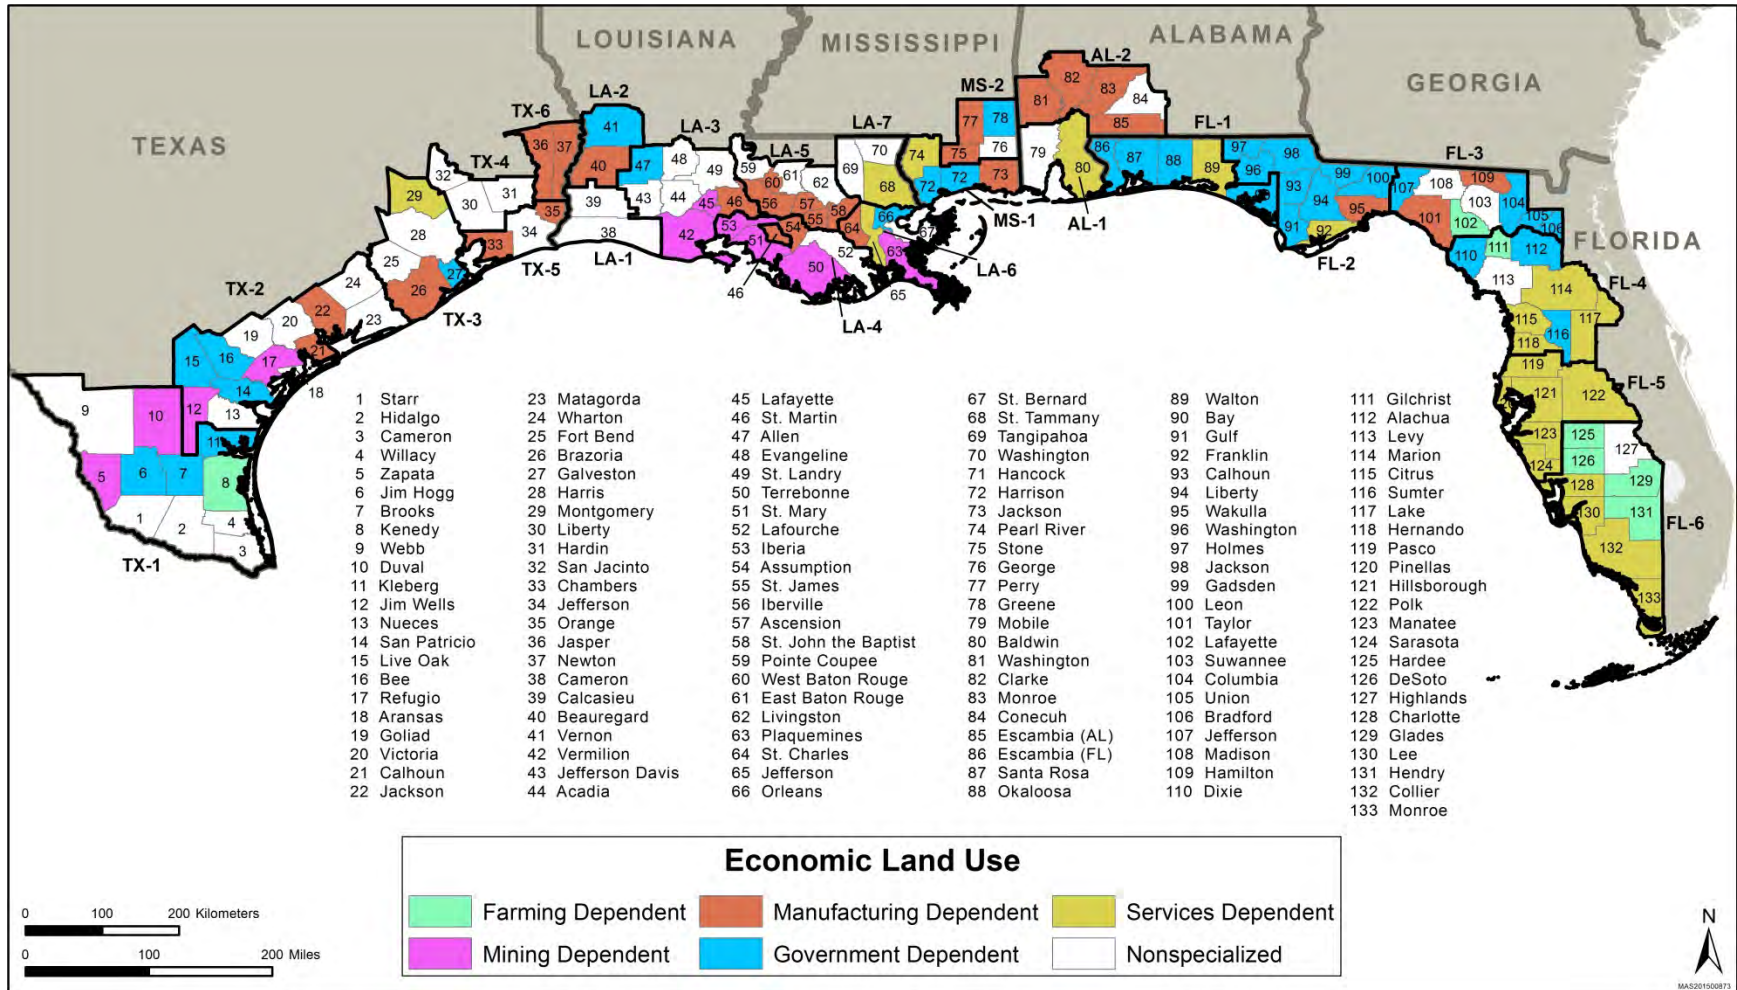 LOUISIANA
MISSISSIPPI
ALABAMA
GEORGIA
TEXAS
FLORIDA
AL-2
MS-2
LA-2
TX-6
LA-3
LA-7
FL-1
FL-3
TX-4
LA-5
MS-1
AL-1
TX-5
LA-1
LA-6
FL-2
FL-4
TX-2
TX-3
LA-4
FL-5
FL-6
TX-1
1 Starr
2 Hidalgo
3 Cameron
4 Willacy
5 Zapata
6 Jim Hogg
7 Brooks
8 Kenedy
9 Webb
10 Duval
11 Kleberg
12 Jim Wells
13 Nueces
14 San Patricio
15 Live Oak
16 Bee
17 Refugio
18 Aransas
19 Goliad
20 Victoria
21 Calhoun
22 Jackson
23 Matagorda
24 Wharton
25 Fort Bend
26 Brazoria
27 Galveston
28 Harris
29 Montgomery
30 Liberty
31 Hardin
32 San Jacinto
33 Chambers
34 Jefferson
35 Orange
36 Jasper
37 Newton
38 Cameron
39 Calcasieu
40 Beauregard
41 Vernon
42 Vermilion
43 Jefferson Davis
44 Acadia
45 Lafayette
46 St. Martin
47 Allen
48 Evangeline
49 St. Landry
50 Terrebonne
51 St. Mary
52 Lafourche
53 Iberia
54 Assumption
55 St. James
56 Iberville
57 Ascension
58 St. John the Baptist
59 Pointe Coupee
60 West Baton Rouge
61 East Baton Rouge
62 Livingston
63 Plaquemines
64 St. Charles
65 Jefferson
66 Orleans
67 St. Bernard
68 St. Tammany
69 Tangipahoa
70 Washington
71 Hancock
72 Harrison
73 Jackson
74 Pearl River
75 Stone
76 George
77 Perry
78 Greene
79 Mobile
80 Baldwin
81 Washington
82 Clarke
83 Monroe
84 Conecuh
85 Escambia (AL)
86 Escambia (FL)
87 Santa Rosa
88 Okaloosa
89 Walton
90 Bay
91 Gulf
92 Franklin
93 Calhoun
94 Liberty
95 Wakulla
96 Washington
97 Holmes
98 Jackson
99 Gadsden
100 Leon
101 Taylor
102 Lafayette
103 Suwannee
104 Columbia
105 Union
106 Bradford
107 Jefferson
108 Madison
109 Hamilton
110 Dixie
111 Gilchrist
112 Alachua
113 Levy
114 Marion
115 Citrus
116 Sumter
117 Lake
118 Hernando
119 Pasco
120 Pinellas
121 Hillsborough
122 Polk
123 Manatee
124 Sarasota
125 Hardee
126 DeSoto
127 Highlands
128 Charlotte
129 Glades
130 Lee
131 Hendry
132 Collier
133 Monroe
Economic Land Use
Farming Dependent
Manufacturing Dependent
Services Dependent
Mining Dependent
Government Dependent
Nonspecialized
0 100 200 Kilometers
0 100 200 Miles
N
MAS201500873